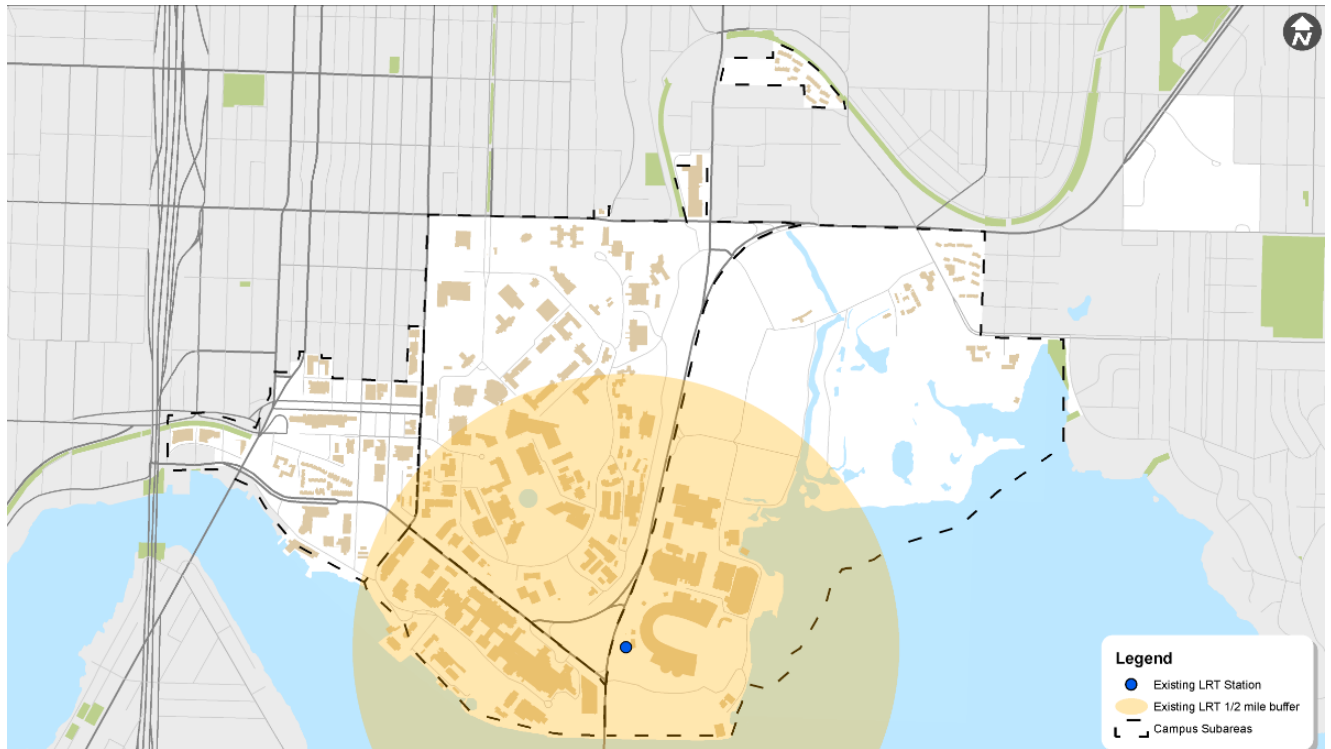 N
Legend
Existing LRT Station
Existing LRT 1/2 mile buffer
Campus Subareas